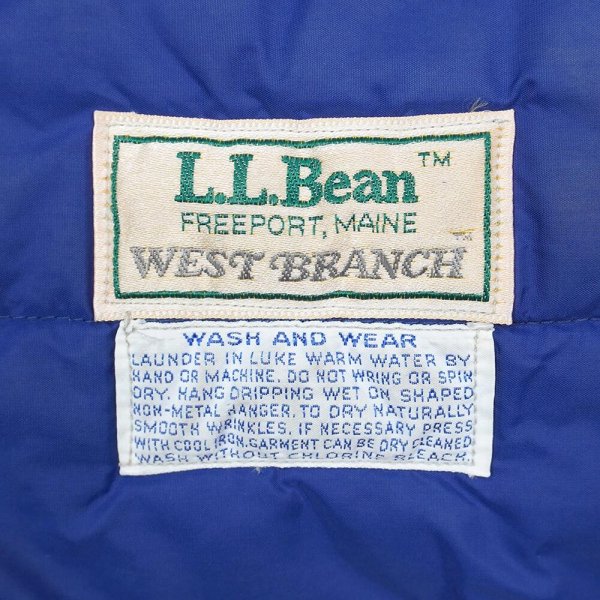 L.L.Bean™
FREEPORT, MAINE
WEST BRANCH™
WASH AND WEAR
LAUNDER IN LUKE WARM WATER BY
HAND OR MACHINE. DO NOT WRING OR SPIN
DRY. HANG DRIPPING WET ON SHAPED
NON-METAL HANGER. TO DRY NATURALLY
SMOOTH WRINKLES. IF NECESSARY PRESS
WITH COOL IRON. GARMENT CAN BE DRY CLEANED
WASH WITHOUT CHLORINE BLEACH.